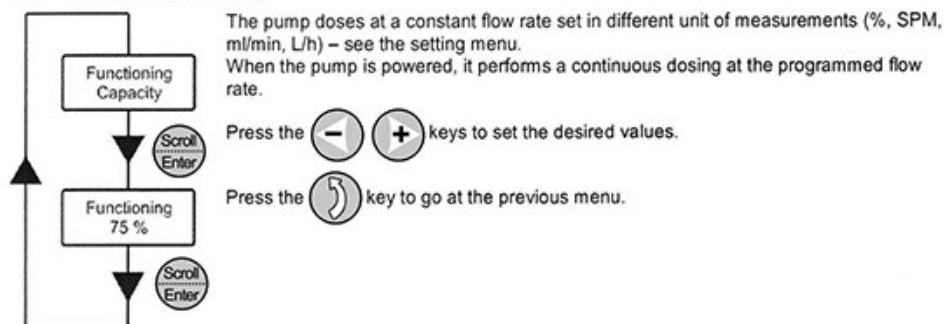 The pump doses at a constant flow rate set in different unit of measurements (%, SPM,
ml/min, L/h) – see the setting menu.
When the pump is powered, it performs a continuous dosing at the programmed flow
rate.
Functioning
Capacity
Scroll
Enter
Press the - + keys to set the desired values.
Functioning
75 %
Press the key to go at the previous menu.
Scroll
Enter